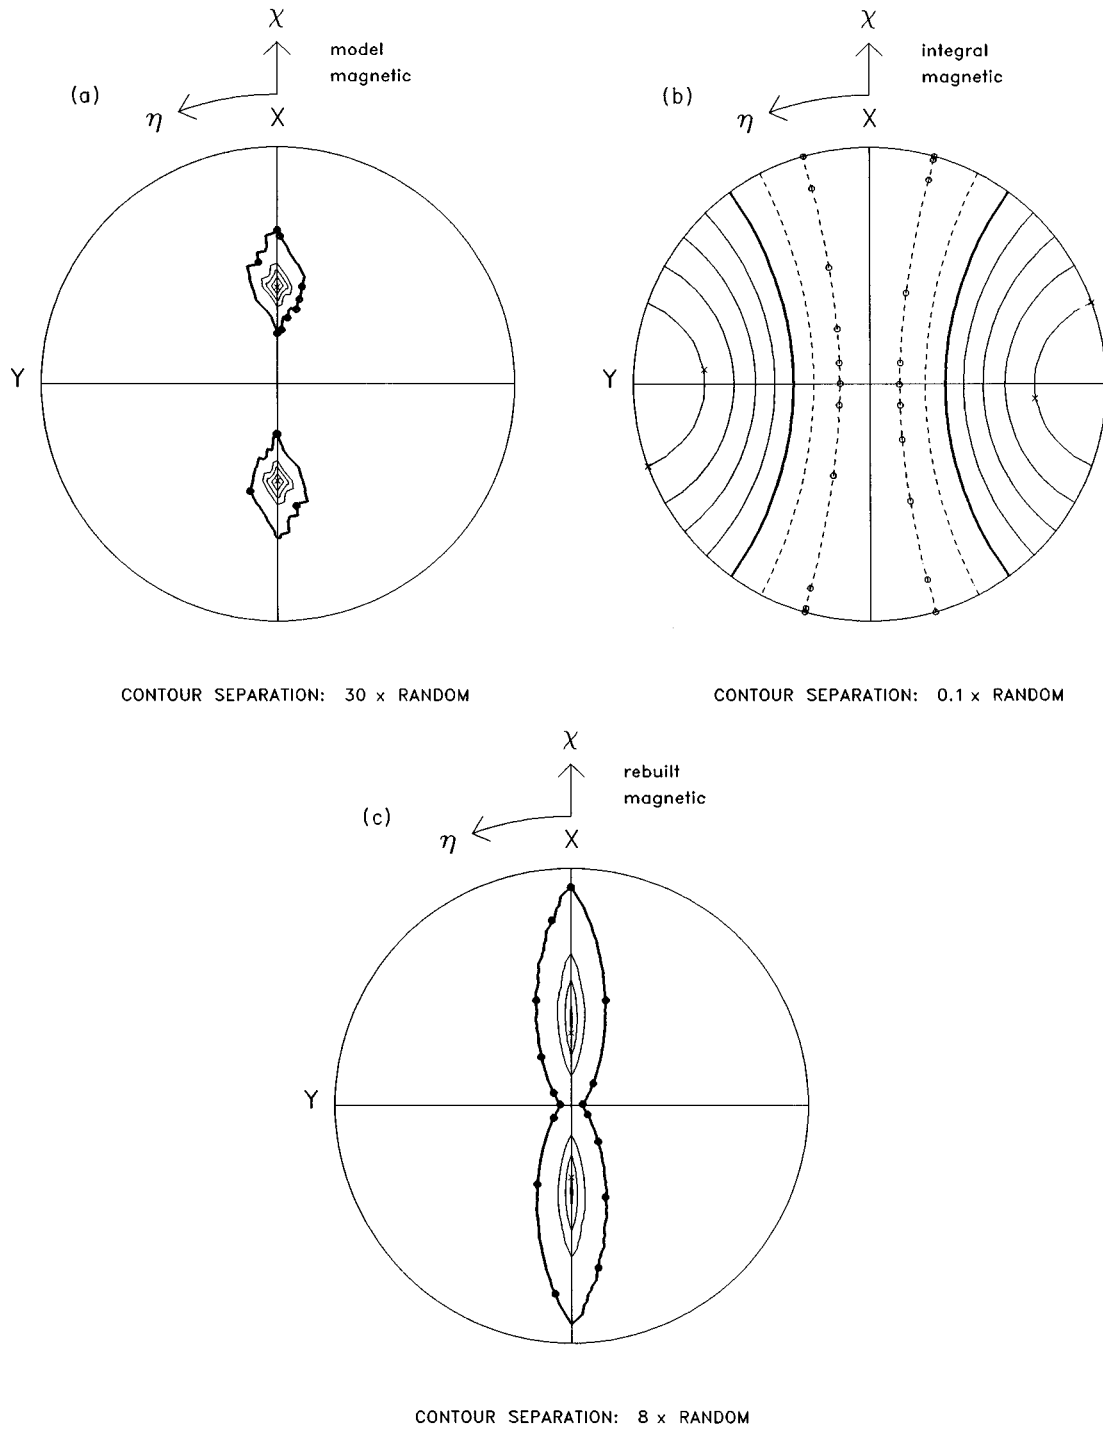 χ
model
magnetic
(a)
η
X
Y
CONTOUR SEPARATION: 30 x RANDOM
χ
integral
magnetic
(b)
η
X
Y
CONTOUR SEPARATION: 0.1 x RANDOM
χ
rebuilt
magnetic
(c)
η
X
Y
CONTOUR SEPARATION: 8 x RANDOM